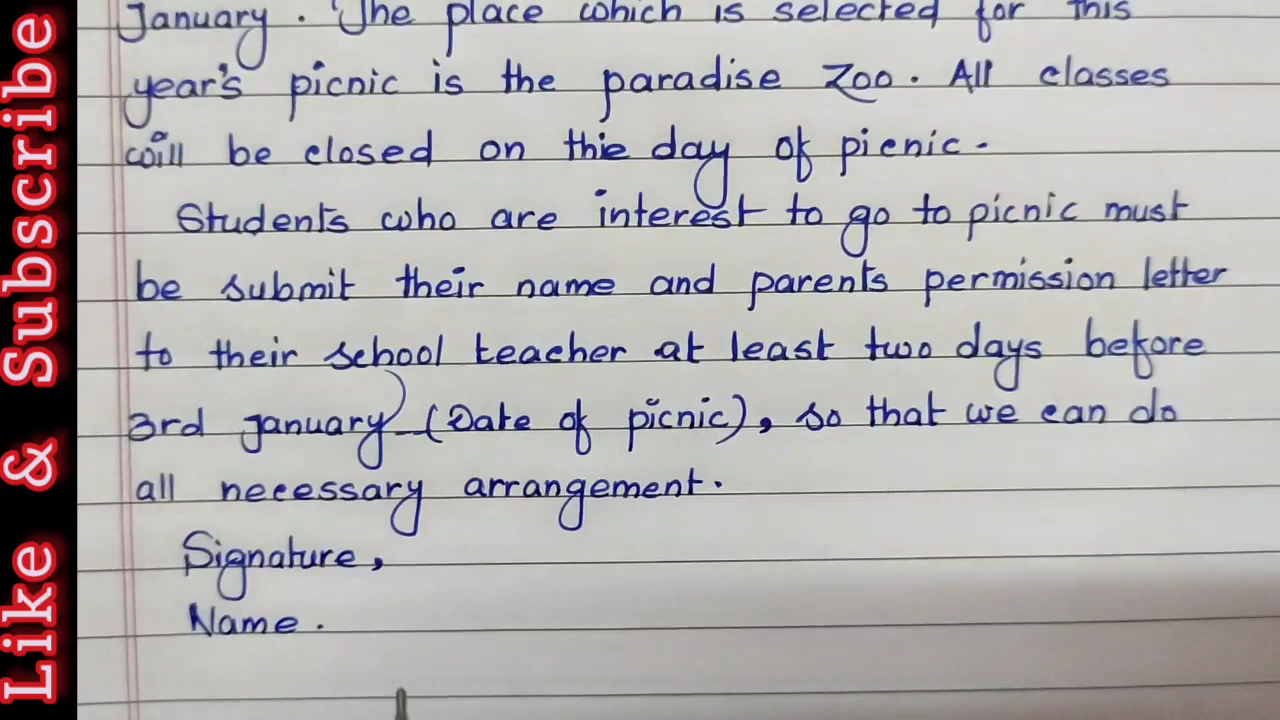 January. The place which is selected for this
year's picnic is the paradise Zoo. All classes
will be closed on the day of picnic.
Students who are interest to go to picnic must
be submit their name and parents permission letter
to their school teacher at least two days before
3rd january (Date of picnic), so that we can do
all necessary arrangement.
Signature,
Name.
Like & Subscribe